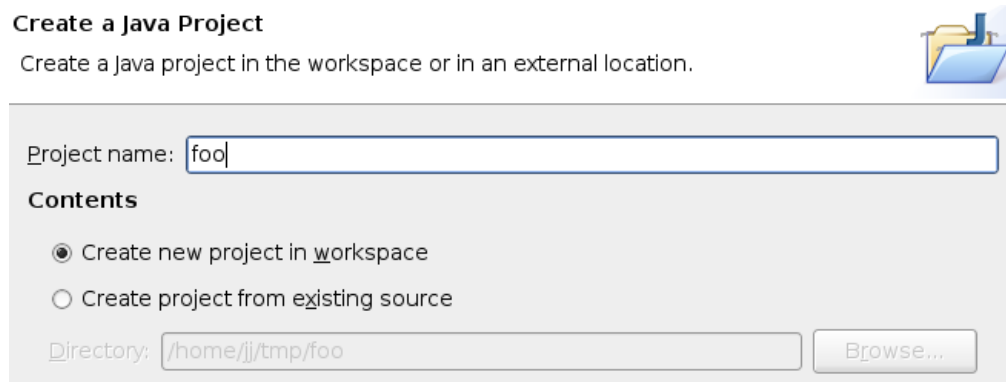 Create a Java Project
Create a Java project in the workspace or in an external location.
Project name: foo
Contents
Create new project in workspace
Create project from existing source
Directory: /home/jj/tmp/foo Browse...